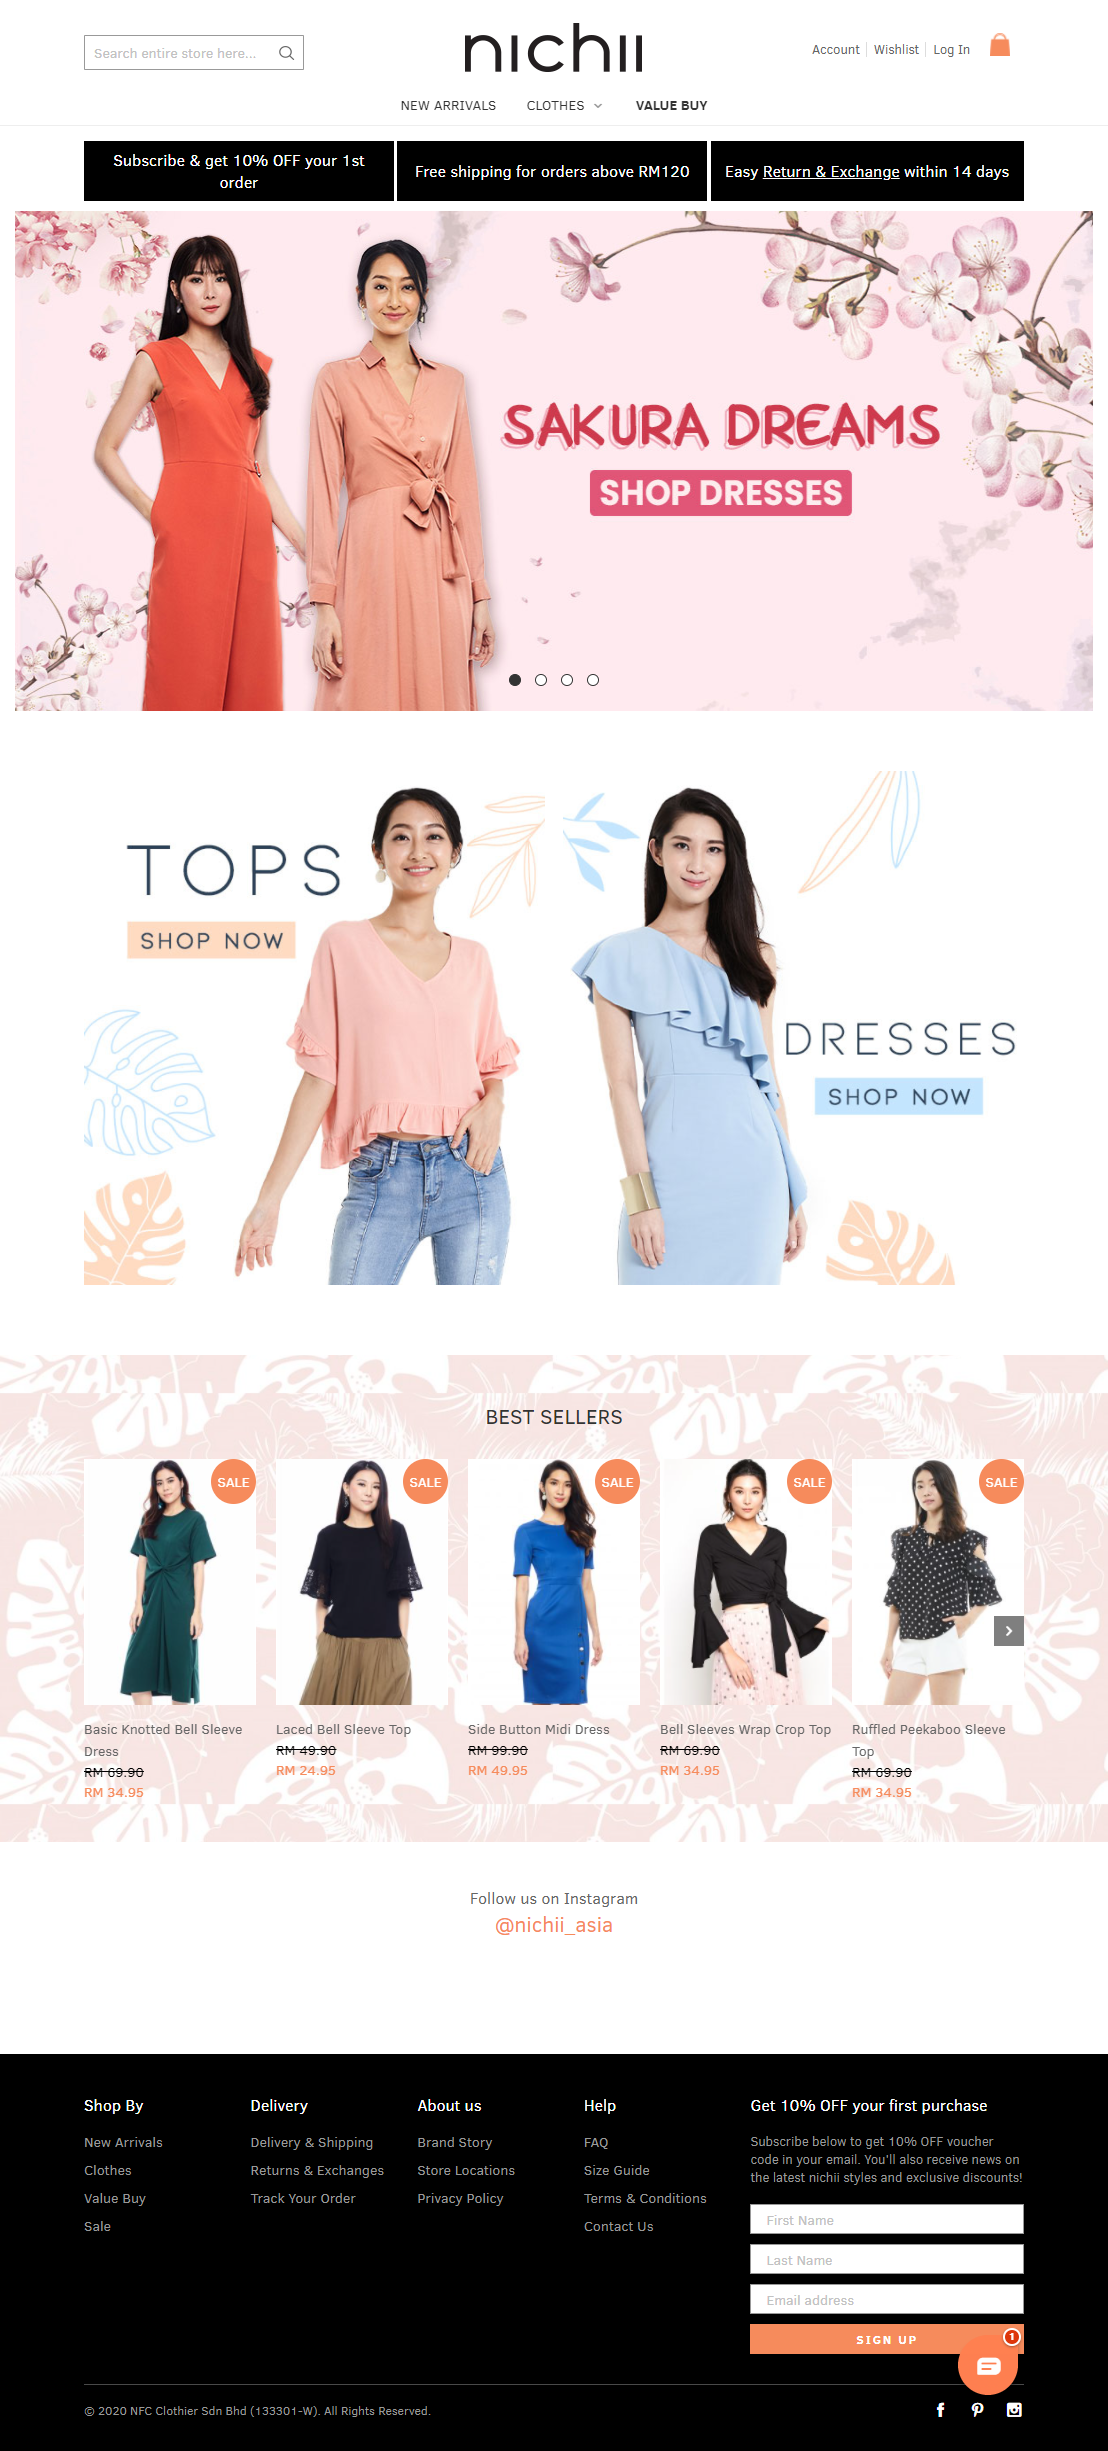 Search entire store here...
nichii
Account
Wishlist
Log In
NEW ARRIVALS
CLOTHES
VALUE BUY
Subscribe & get 10% OFF your 1st
order
Free shipping for orders above RM120
Easy Return & Exchange within 14 days
SAKURA DREAMS
SHOP DRESSES
TOPS
SHOP NOW
DRESSES
SHOP NOW
BEST SELLERS
SALE
SALE
SALE
SALE
SALE
Basic Knotted Bell Sleeve
Dress
RM 69.90
RM 34.95
Laced Bell Sleeve Top
RM 49.90
RM 24.95
Side Button Midi Dress
RM 99.90
RM 49.95
Bell Sleeves Wrap Crop Top
RM 69.90
RM 34.95
Ruffled Peekaboo Sleeve
Top
RM 69.90
RM 34.95
Follow us on Instagram
@nichii_asia
Shop By
New Arrivals
Clothes
Value Buy
Sale
Delivery
Delivery & Shipping
Returns & Exchanges
Track Your Order
About us
Brand Story
Store Locations
Privacy Policy
Help
FAQ
Size Guide
Terms & Conditions
Contact Us
Get 10% OFF your first purchase
Subscribe below to get 10% OFF voucher
code in your email. You'll also receive news on
the latest nichii styles and exclusive discounts!
First Name
Last Name
Email address
SIGN UP
1
© 2020 NFC Clothier Sdn Bhd (133301-W). All Rights Reserved.